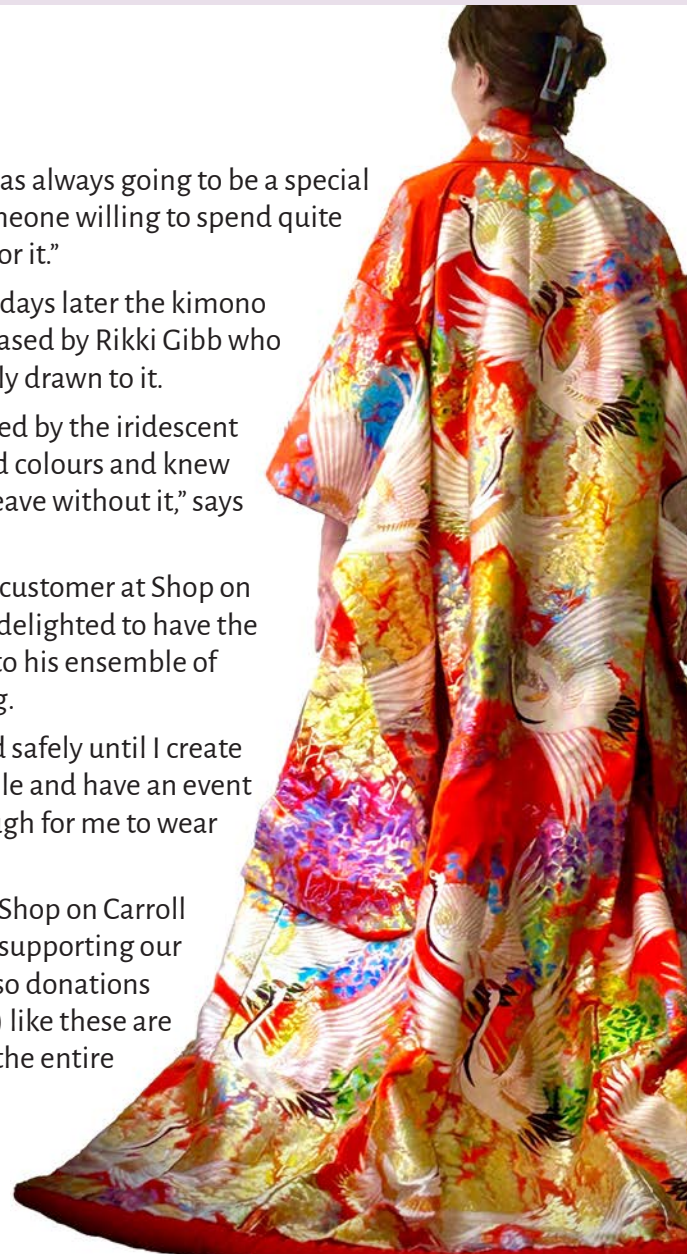 as always going to be a special
neone willing to spend quite
or it.”
days later the kimono
ased by Rikki Gibb who
ly drawn to it.
ed by the iridescent
d colours and knew
eave without it,” says
customer at Shop on
delighted to have the
to his ensemble of
g.
d safely until I create
le and have an event
ugh for me to wear
Shop on Carroll
supporting our
so donations
) like these are
the entire